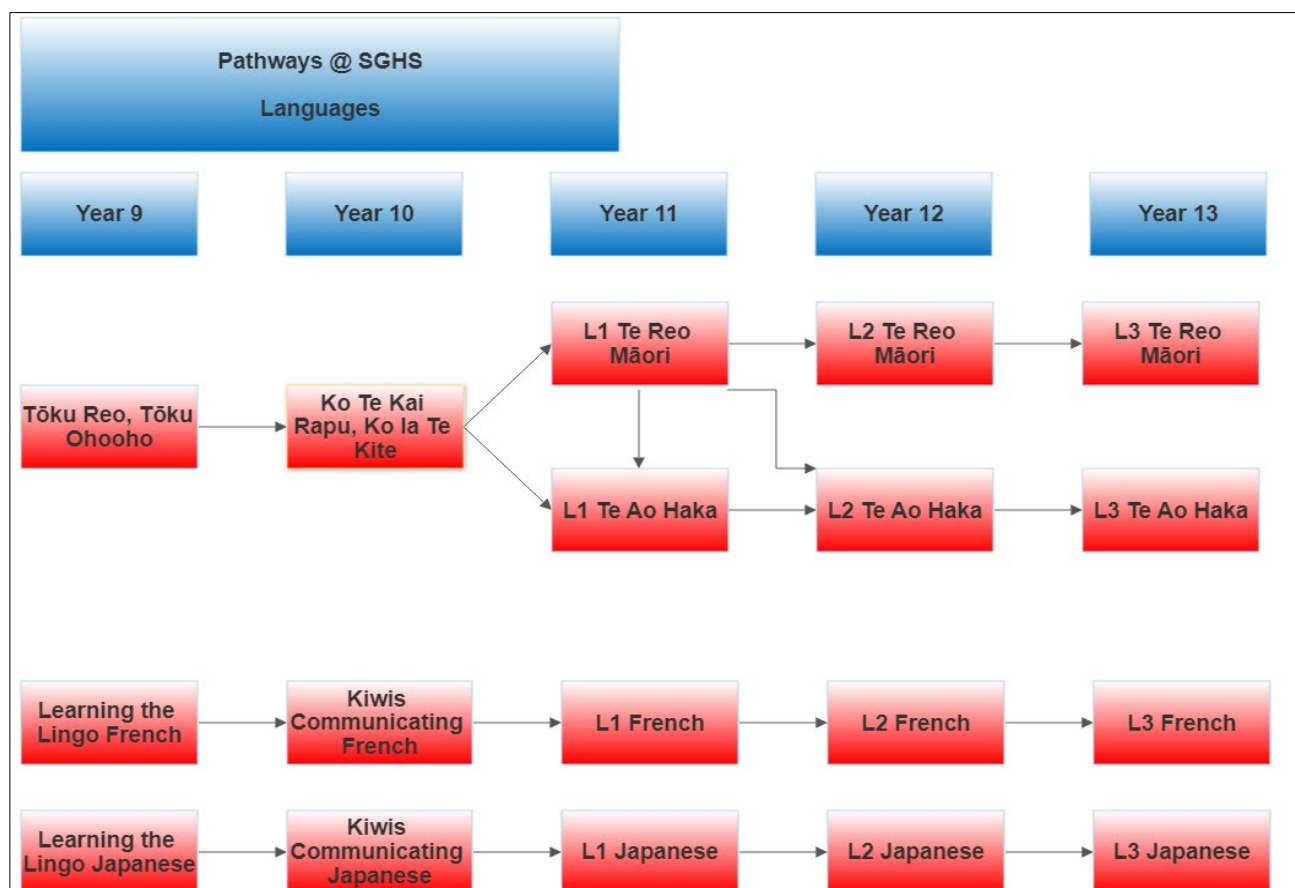 Pathways @ SGHS
Languages
Year 9
Year 10
Year 11
Year 12
Year 13
L1 Te Reo
Māori
L2 Te Reo
Māori
L3 Te Reo
Māori
Tōku Reo, Tōku
Ohooho
Ko Te Kai
Rapu, Ko Ia Te
Kite
L1 Te Ao Haka
L2 Te Ao Haka
L3 Te Ao Haka
Learning the
Lingo French
Kiwis
Communicating
French
L1 French
L2 French
L3 French
Learning the
Lingo Japanese
Kiwis
Communicating
Japanese
L1 Japanese
L2 Japanese
L3 Japanese